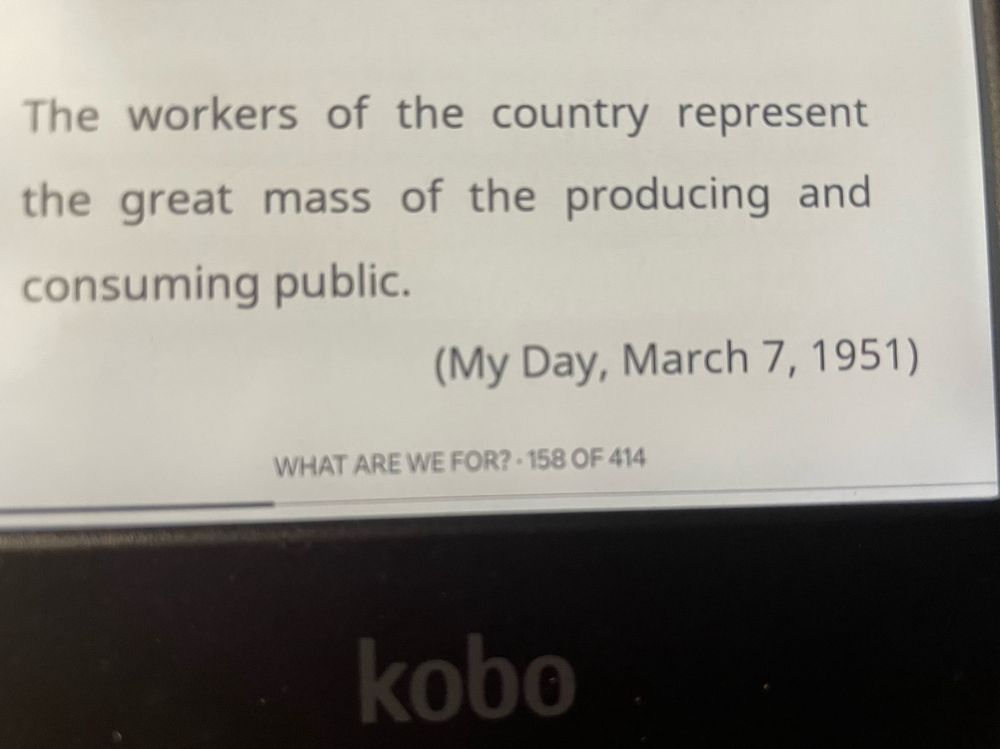 The workers of the country represent
the great mass of the producing and
consuming public.
(My Day, March 7, 1951)
WHAT ARE WE FOR? · 158 OF 414
kobo